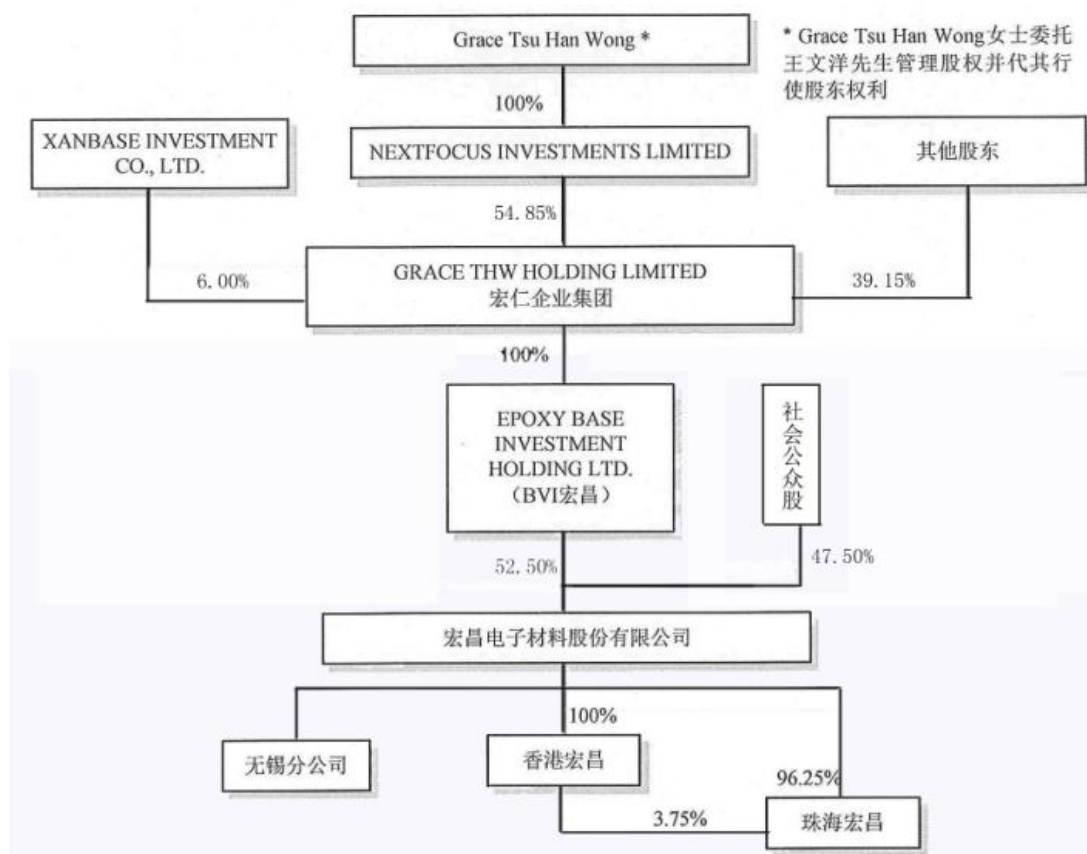 Grace Tsu Han Wong *
* Grace Tsu Han Wong女士委托
王文洋先生管理股权并代其行
使股东权利
100%
XANBASE INVESTMENT
CO., LTD.
NEXTFOCUS INVESTMENTS LIMITED
其他股东
54.85%
GRACE THW HOLDING LIMITED
宏仁企业集团
6.00%
39.15%
100%
EPOXY BASE
INVESTMENT
HOLDING LTD.
（BVI宏昌）
社会公众股
52.50%
47.50%
宏昌电子材料股份有限公司
100%
无锡分公司
香港宏昌
96.25%
3.75%
珠海宏昌